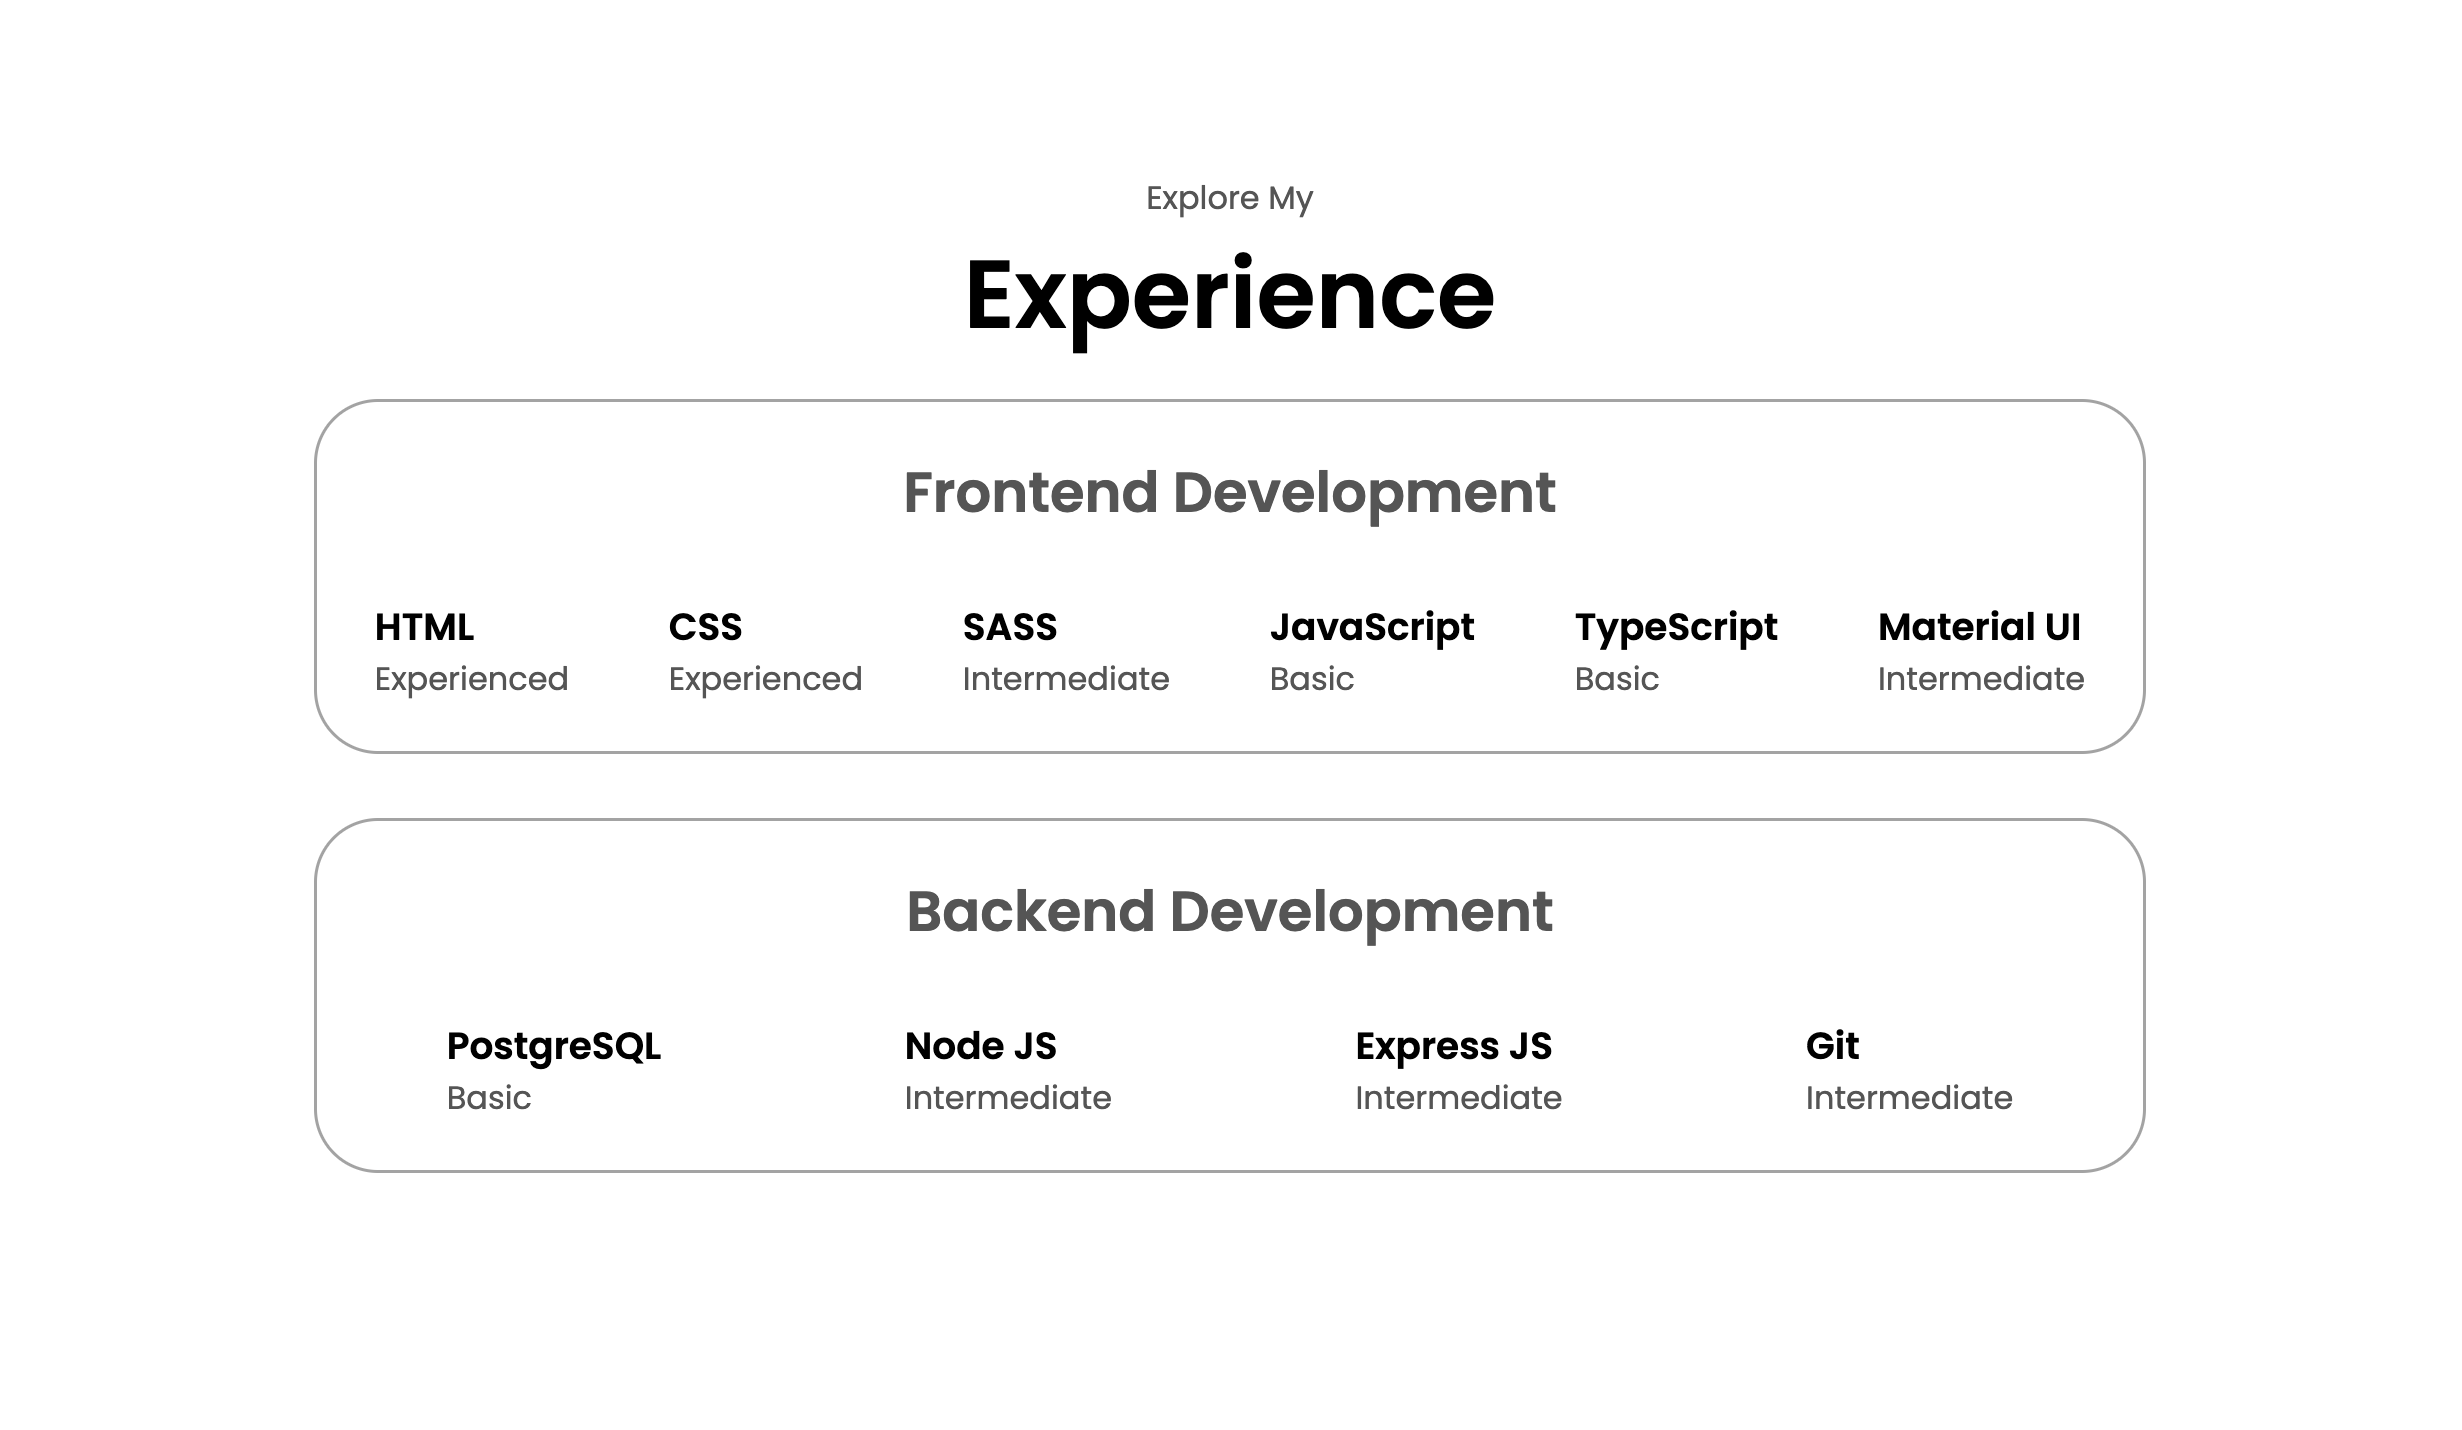 Explore My
Experience
Frontend Development
HTML
Experienced
CSS
Experienced
SASS
Intermediate
JavaScript
Basic
TypeScript
Basic
Material UI
Intermediate
Backend Development
PostgreSQL
Basic
Node JS
Intermediate
Express JS
Intermediate
Git
Intermediate